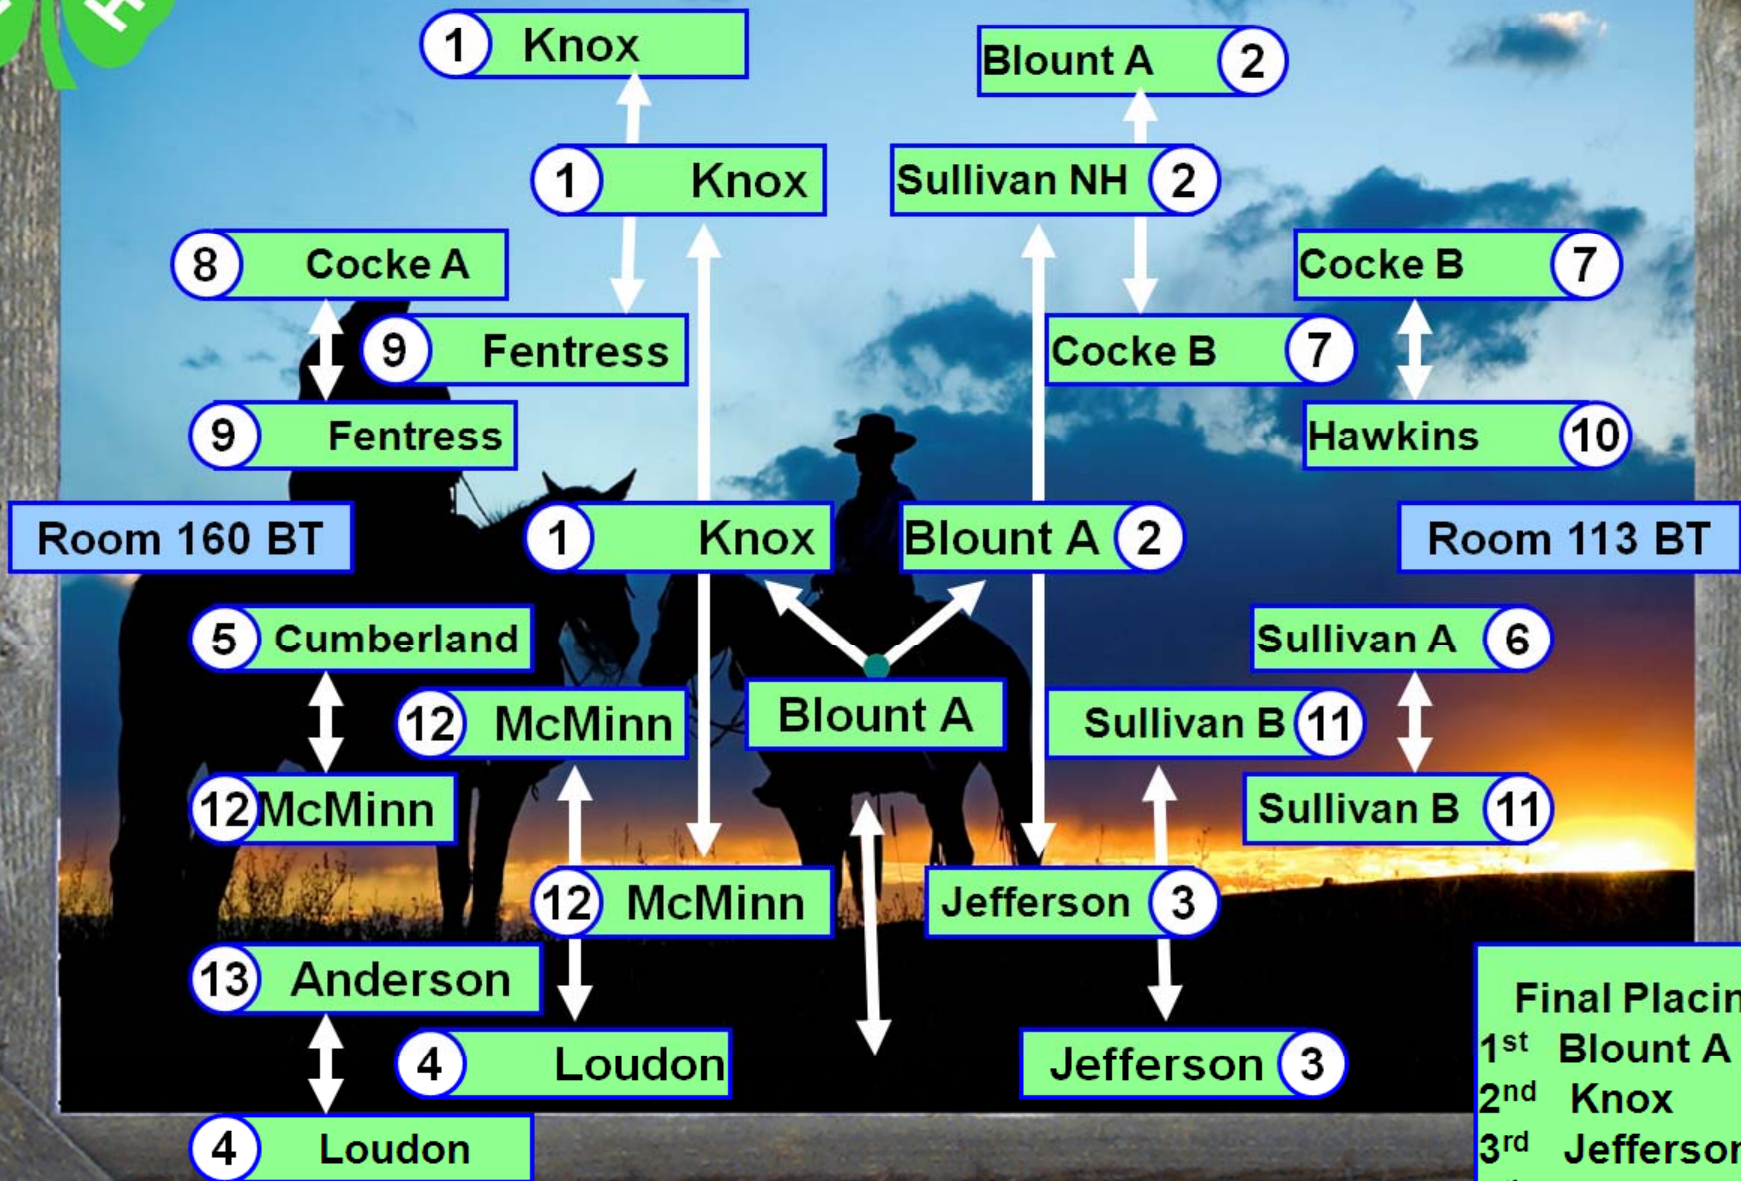 H
1 Knox
Blount A 2
1 Knox
Sullivan NH 2
8 Cocke A
Cocke B 7
9 Fentress
Cocke B 7
9 Fentress
Hawkins 10
Room 160 BT
1 Knox
Blount A 2
Room 113 BT
5 Cumberland
Sullivan A 6
12 McMinn
Blount A
Sullivan B 11
12 McMinn
Sullivan B 11
12 McMinn
Jefferson 3
13 Anderson
4 Loudon
Jefferson 3
4 Loudon
Final Placin
1st Blount A
2nd Knox
3rd Jefferson